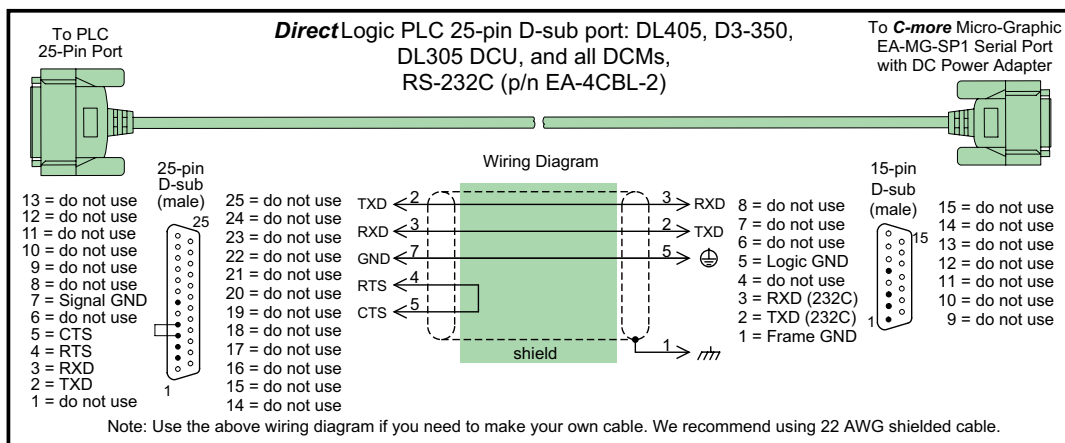 To PLC
25-Pin Port
Direct Logic PLC 25-pin D-sub port: DL405, D3-350,
DL305 DCU, and all DCMs,
RS-232C (p/n EA-4CBL-2)
To C-more Micro-Graphic
EA-MG-SP1 Serial Port
with DC Power Adapter
Wiring Diagram
25-pin
D-sub
(male)
13 = do not use
12 = do not use
11 = do not use
10 = do not use
9 = do not use
8 = do not use
7 = Signal GND
6 = do not use
5 = CTS
4 = RTS
3 = RXD
2 = TXD
1 = do not use
25
1
25 = do not use
24 = do not use
23 = do not use
22 = do not use
21 = do not use
20 = do not use
19 = do not use
18 = do not use
17 = do not use
16 = do not use
15 = do not use
14 = do not use
TXD 2 3 RXD
RXD 3 2 TXD
GND 7 5
RTS 4
CTS 5
shield
1
8 = do not use
7 = do not use
6 = do not use
5 = Logic GND
4 = do not use
3 = RXD (232C)
2 = TXD (232C)
1 = Frame GND
15-pin
D-sub
(male)
15
1
15 = do not use
14 = do not use
13 = do not use
12 = do not use
11 = do not use
10 = do not use
9 = do not use
Note: Use the above wiring diagram if you need to make your own cable. We recommend using 22 AWG shielded cable.